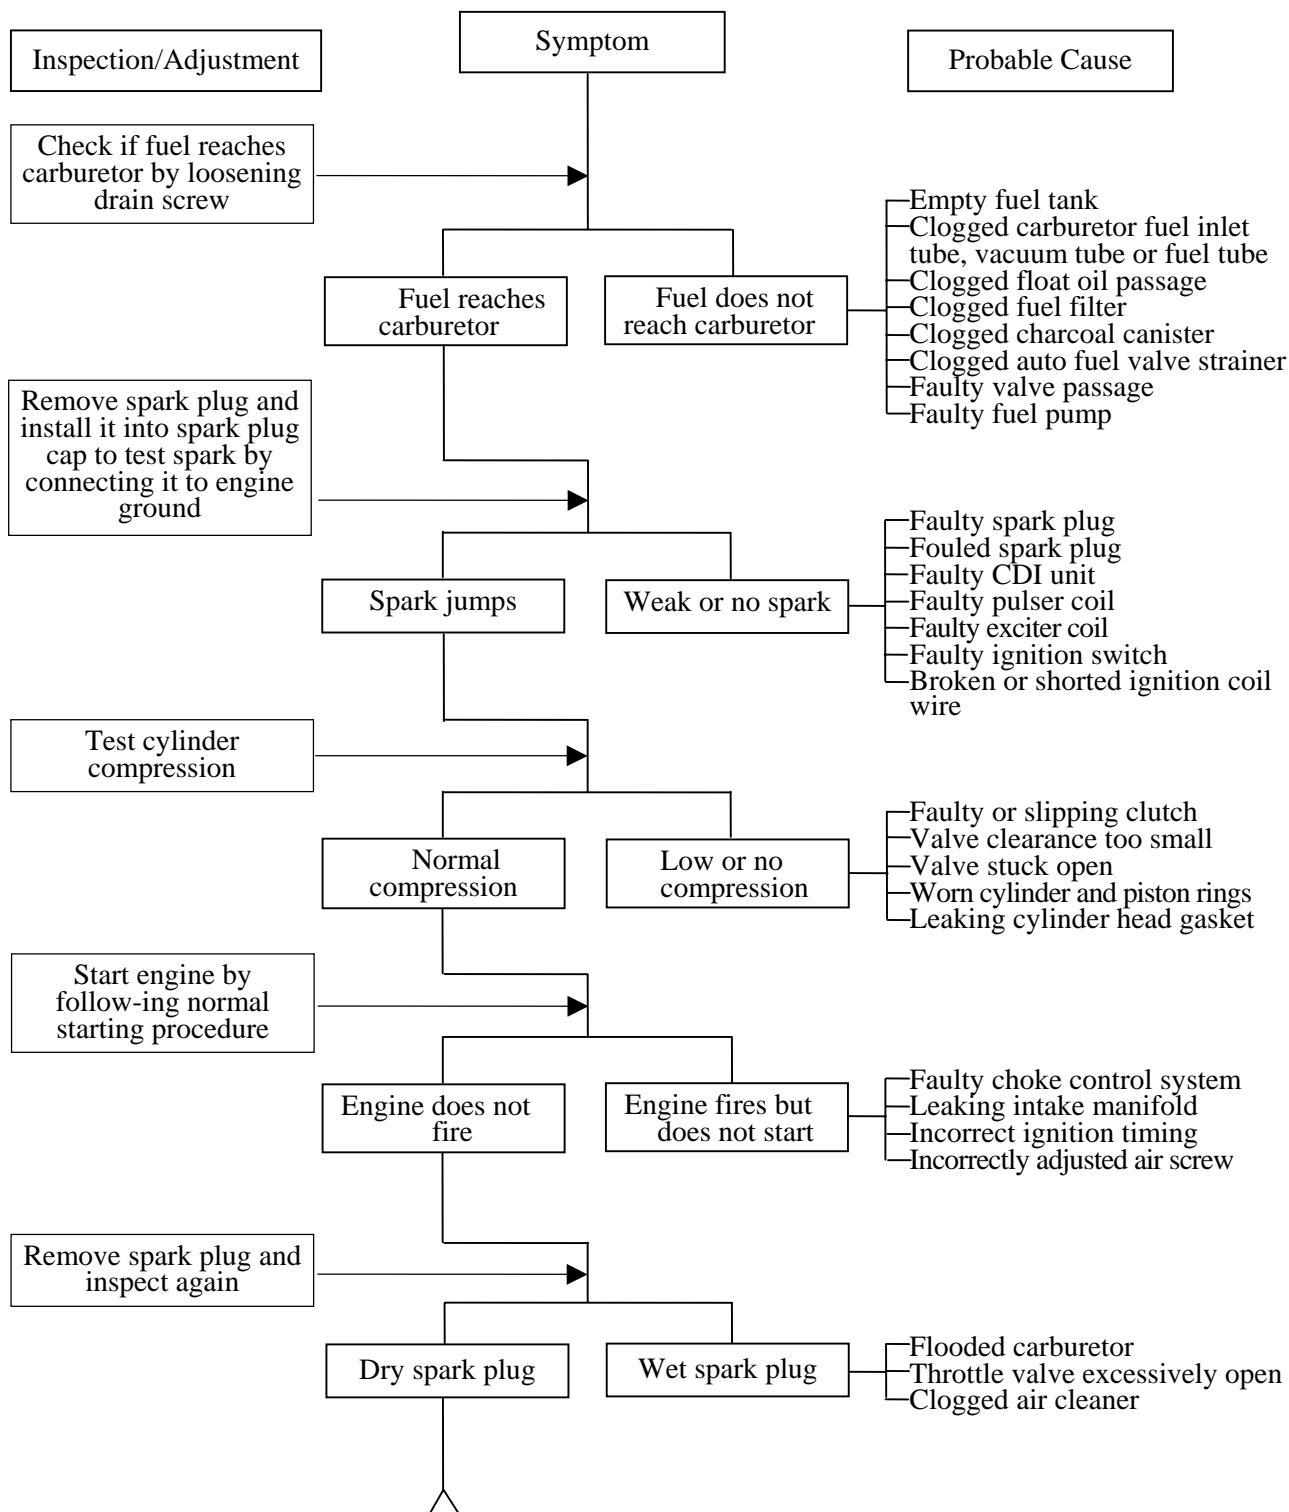 Symptom
Inspection/Adjustment
Probable Cause
Check if fuel reaches
carburetor by loosening
drain screw
Fuel reaches
carburetor
Fuel does not
reach carburetor
Empty fuel tank
Clogged carburetor fuel inlet
tube, vacuum tube or fuel tube
Clogged float oil passage
Clogged fuel filter
Clogged charcoal canister
Clogged auto fuel valve strainer
Faulty valve passage
Faulty fuel pump
Remove spark plug and
install it into spark plug
cap to test spark by
connecting it to engine
ground
Spark jumps
Weak or no spark
Faulty spark plug
Fouled spark plug
Faulty CDI unit
Faulty pulser coil
Faulty exciter coil
Faulty ignition switch
Broken or shorted ignition coil
wire
Test cylinder
compression
Normal
compression
Low or no
compression
Faulty or slipping clutch
Valve clearance too small
Valve stuck open
Worn cylinder and piston rings
Leaking cylinder head gasket
Start engine by
follow-ing normal
starting procedure
Engine does not
fire
Engine fires but
does not start
Faulty choke control system
Leaking intake manifold
Incorrect ignition timing
Incorrectly adjusted air screw
Remove spark plug and
inspect again
Dry spark plug
Wet spark plug
Flooded carburetor
Throttle valve excessively open
Clogged air cleaner